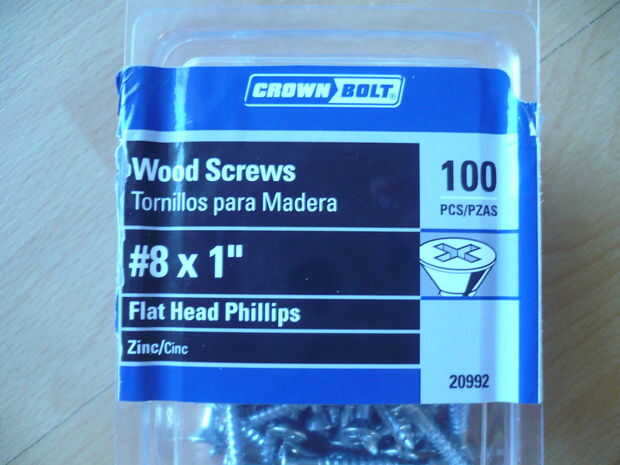 CROWN BOLT®
Wood Screws
Tornillos para Madera
#8 x 1"
Flat Head Phillips
Zinc/Cinc
100
PCS/PZAS
20992